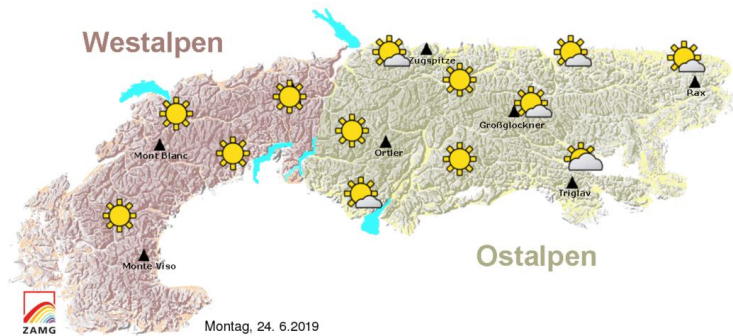 Westalpen
Zugspitze
Rax
Großglockner
Mont Blanc
Ortler
Triglav
Ostalpen
Monte Viso
ZAMG
Montag, 24. 6.2019